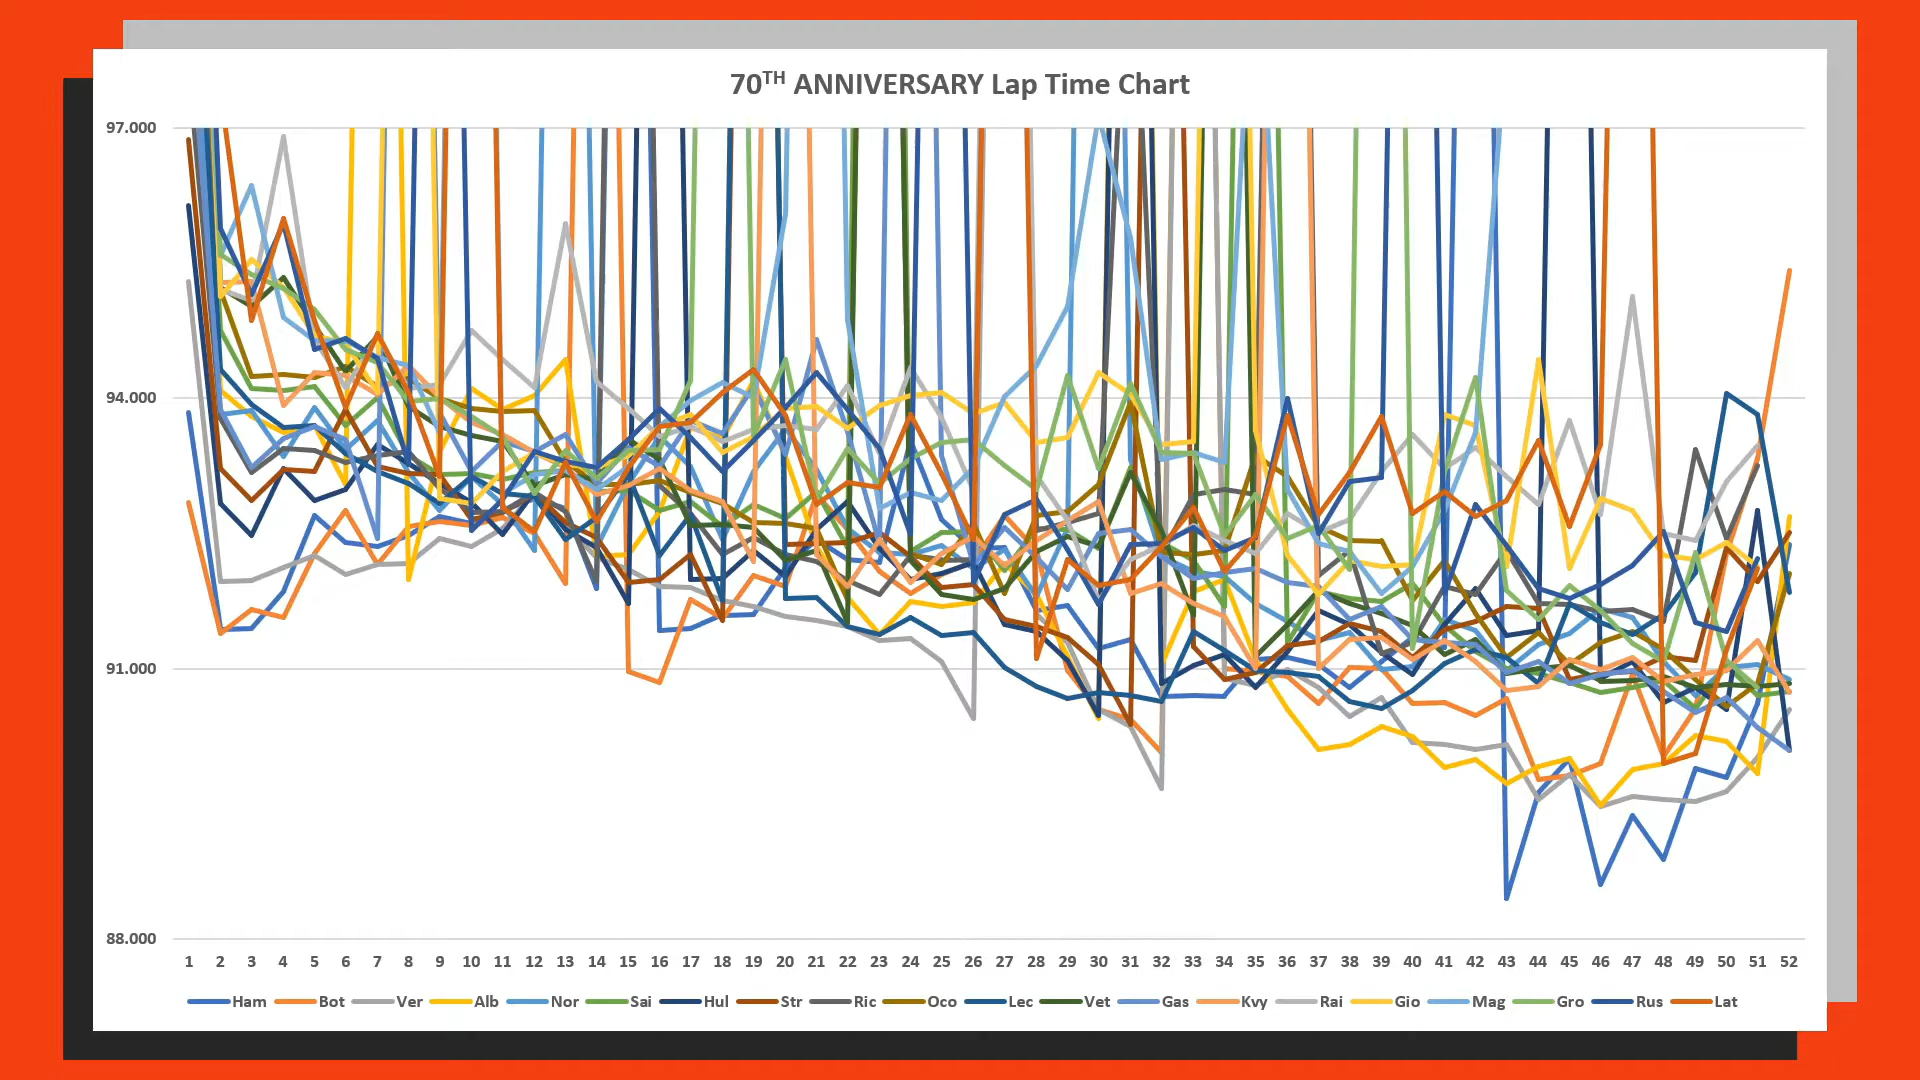 70TH ANNIVERSARY Lap Time Chart
97.000
94.000
91.000
88.000
1 2 3 4 5 6 7 8 9 10 11 12 13 14 15 16 17 18 19 20 21 22 23 24 25 26 27 28 29 30 31 32 33 34 35 36 37 38 39 40 41 42 43 44 45 46 47 48 49 50 51 52
Ham Bot Ver Alb Nor Sai Hul Str Ric Oco Lec Vet Gas Kvy Rai Gio Mag Gro Rus Lat